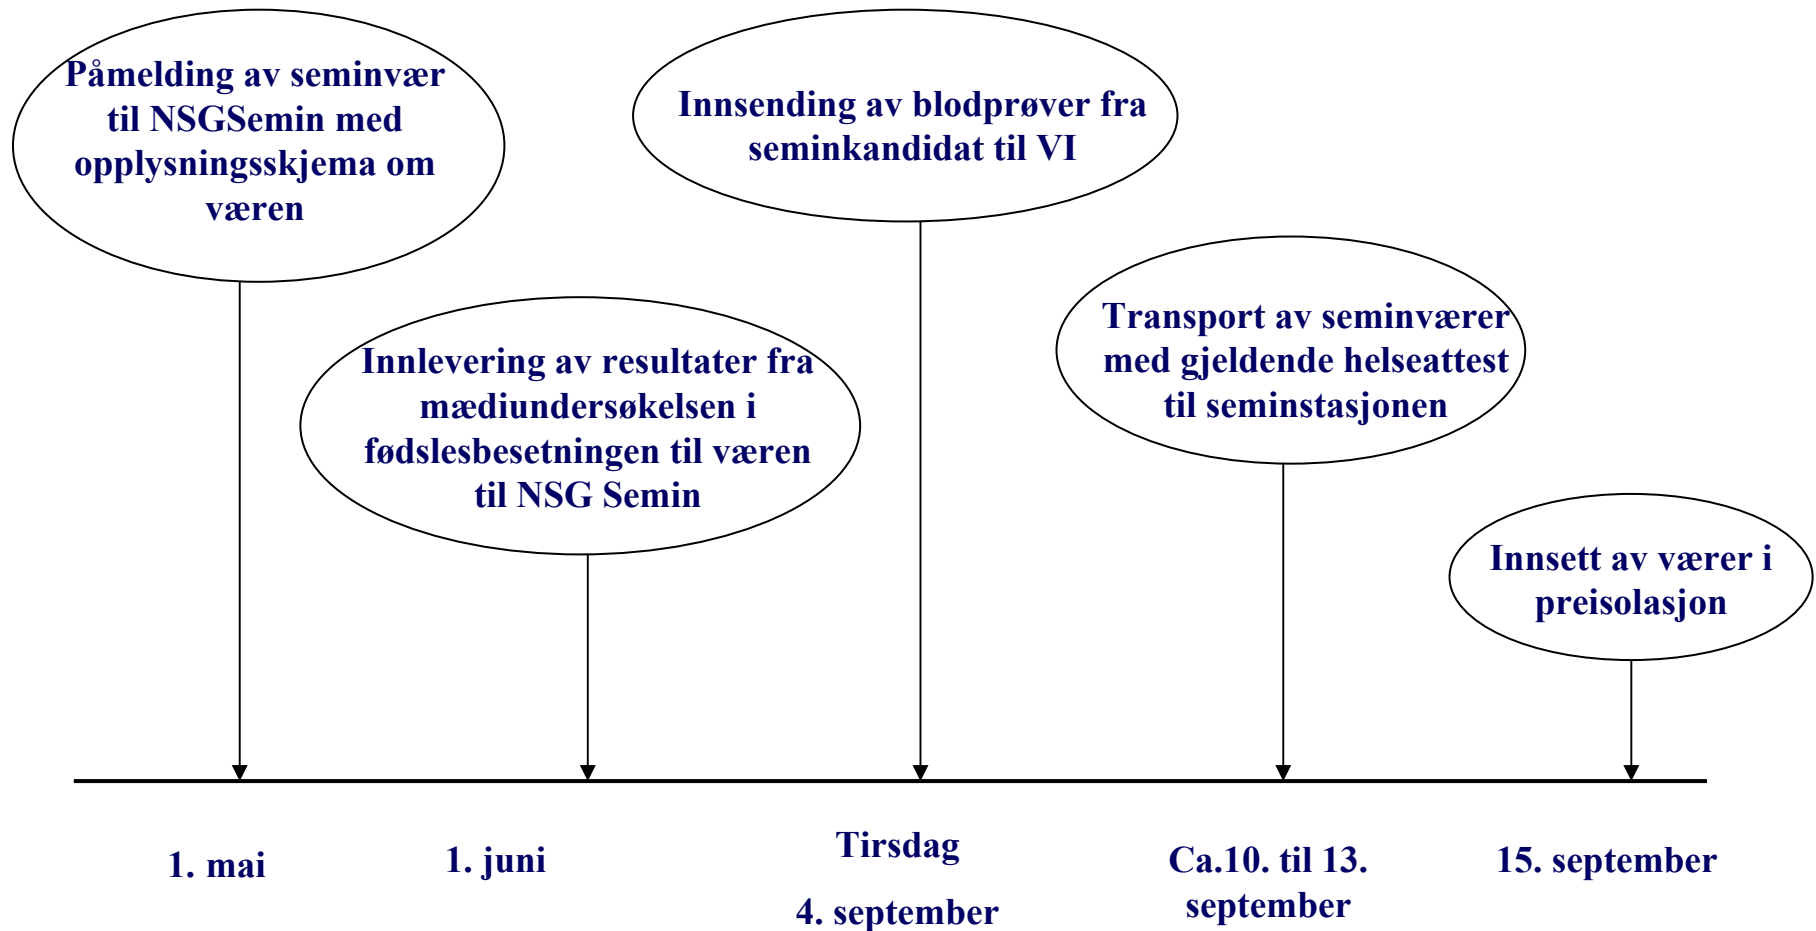 Påmelding av seminvær
til NSGSemin med
opplysningsskjema om
væren
Innlevering av resultater fra
mædiundersøkelsen i
fødslesbesetningen til væren
til NSG Semin
Innsending av blodprøver fra
seminkandidat til VI
Transport av seminværer
med gjeldende helseattest
til seminstasjonen
Innsett av værer i
preisolasjon
1. mai
1. juni
Tirsdag
4. september
Ca.10. til 13.
september
15. september